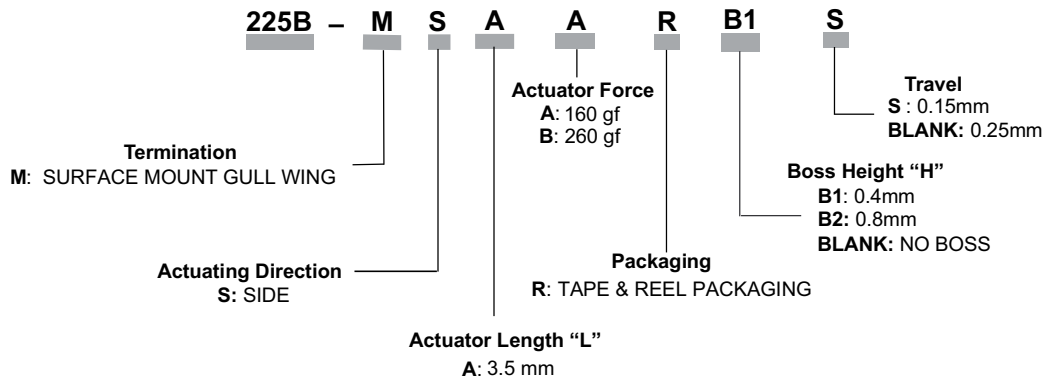 225B – M S A A R B1 S
Actuator Force
A: 160 gf
B: 260 gf
Travel
S : 0.15mm
BLANK: 0.25mm
Termination
M: SURFACE MOUNT GULL WING
Boss Height “H”
B1: 0.4mm
B2: 0.8mm
BLANK: NO BOSS
Actuating Direction
S: SIDE
Packaging
R: TAPE & REEL PACKAGING
Actuator Length “L”
A: 3.5 mm